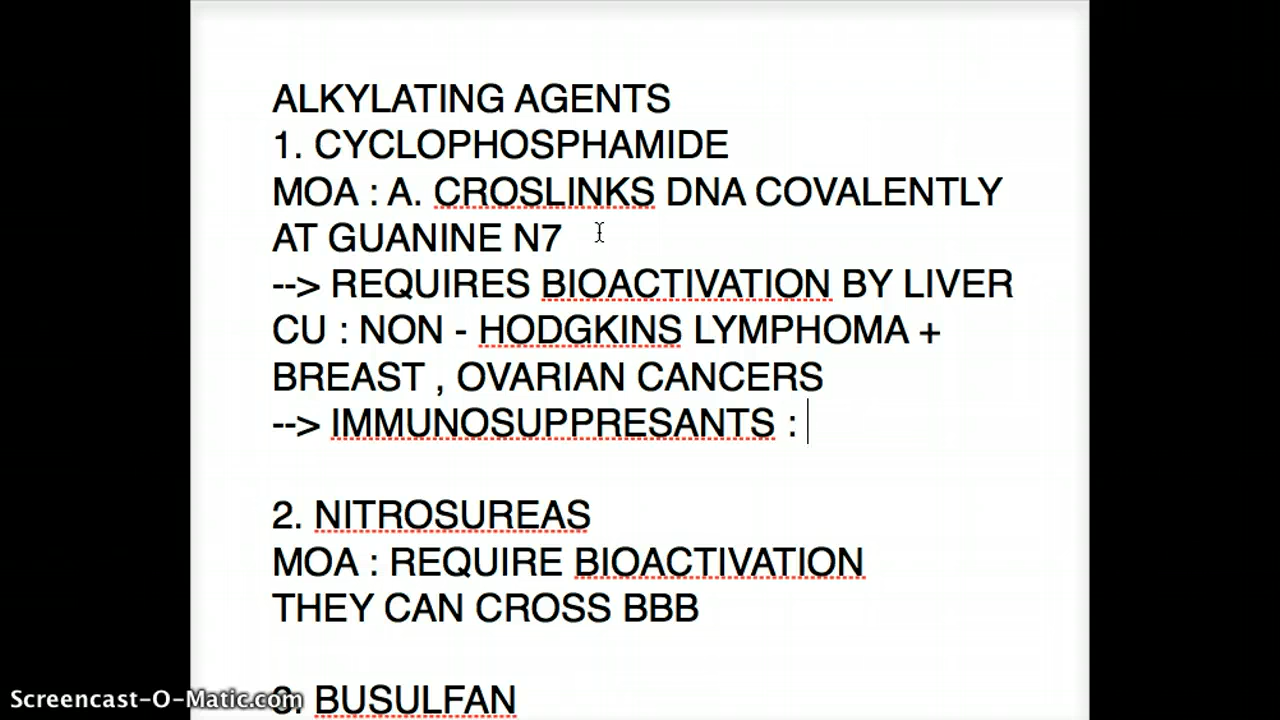 ALKYLATING AGENTS
1. CYCLOPHOSPHAMIDE
MOA : A. CROSLINKS DNA COVALENTLY
AT GUANINE N7
--> REQUIRES BIOACTIVATION BY LIVER
CU : NON - HODGKINS LYMPHOMA +
BREAST , OVARIAN CANCERS
--> IMMUNOSUPPRESANTS :
2. NITROSUREAS
MOA : REQUIRE BIOACTIVATION
THEY CAN CROSS BBB
3. BUSULFAN
Screencast-O-Matic.com